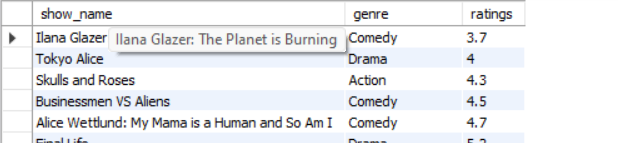 show_name genre ratings
Ilana Glazer Ilana Glazer: The Planet is Burning Comedy 3.7
Tokyo Alice Drama 4
Skulls and Roses Action 4.3
Businessmen VS Aliens Comedy 4.5
Alice Wettlund: My Mama is a Human and So Am I Comedy 4.7
Final Life Drama 5.2